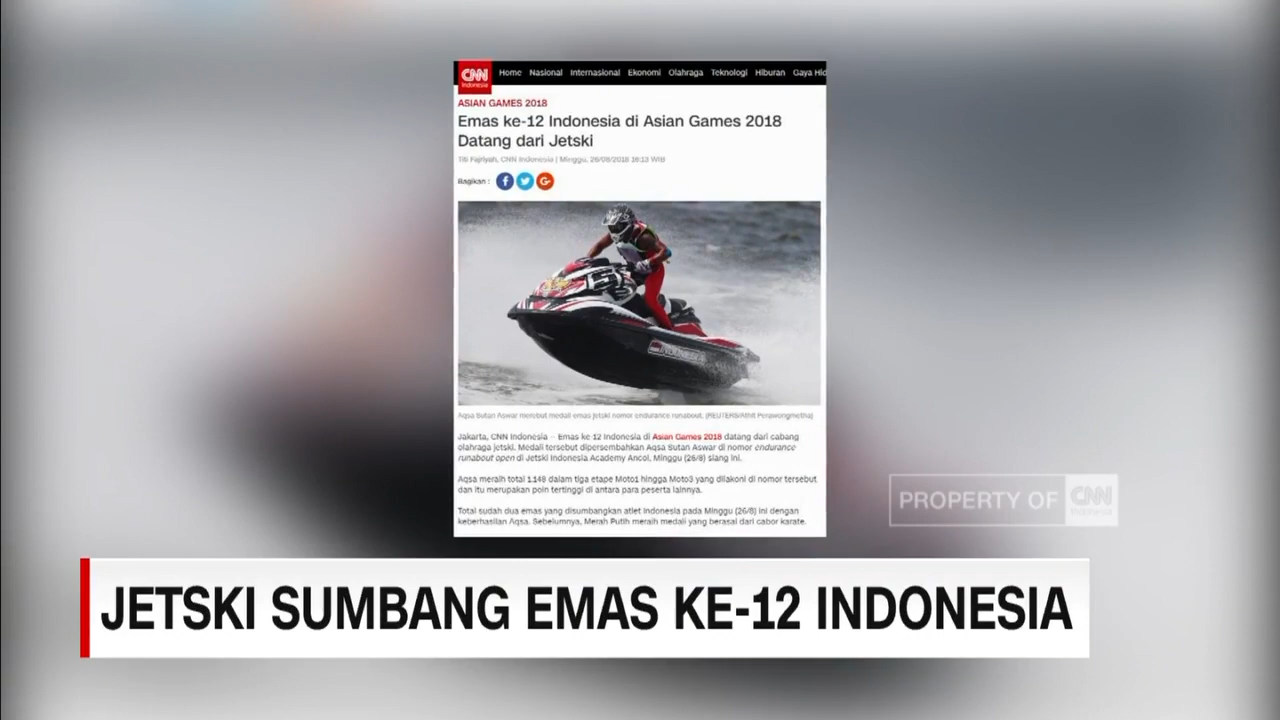 CNN Indonesia
Home Nasional Internasional Ekonomi Olahraga Teknologi Hiburan Gaya Hid
ASIAN GAMES 2018
Emas ke-12 Indonesia di Asian Games 2018
Datang dari Jetski
Titi Fajriyah, CNN Indonesia | Minggu, 26/08/2018 16:13 WIB
Bagikan :
INDONESIA
Aqsa Sutan Aswar merebut medali emas jetski nomor endurance runabout. (REUTERS/Athit Perawongmetha)
Jakarta, CNN Indonesia -- Emas ke 12 Indonesia di Asian Games 2018 datang dari cabang
olahraga jetski. Medali tersebut dipersembahkan Aqsa Sutan Aswar di nomor endurance
runabout open di Jetski Indonesia Academy Ancol, Minggu (26/8) siang ini.
Aqsa meraih total 1.148 dalam tiga etape Moto1 hingga Moto3 yang dilakoni di nomor tersebut
dan itu merupakan poin tertinggi di antara para peserta lainnya.
Total sudah dua emas yang disumbangkan atlet Indonesia pada Minggu (26/8) ini dengan
keberhasilan Aqsa. Sebelumnya, Merah Putih meraih medali yang berasal dari cabor karate.
PROPERTY OF CNN Indonesia
JETSKI SUMBANG EMAS KE-12 INDONESIA